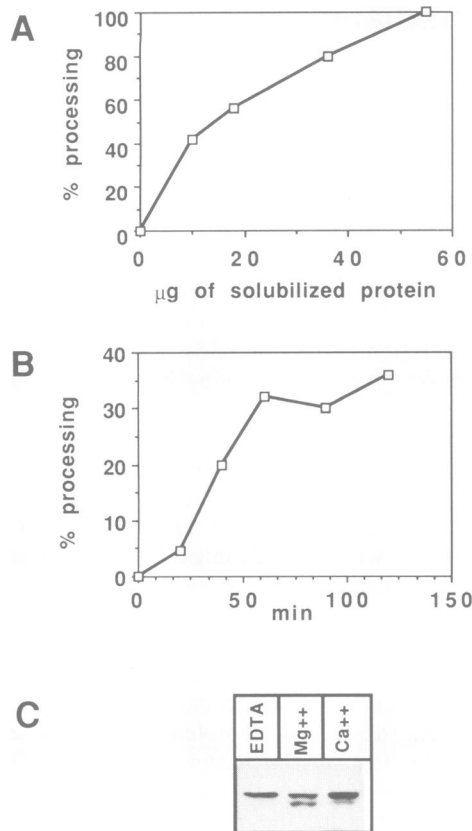 A
% processing
100
80
60
40
20
0
0 20 40 60
µg of solubilized protein
B
% processing
40
30
20
10
0
0 50 100 150
min
C
EDTA
Mg++
Ca++